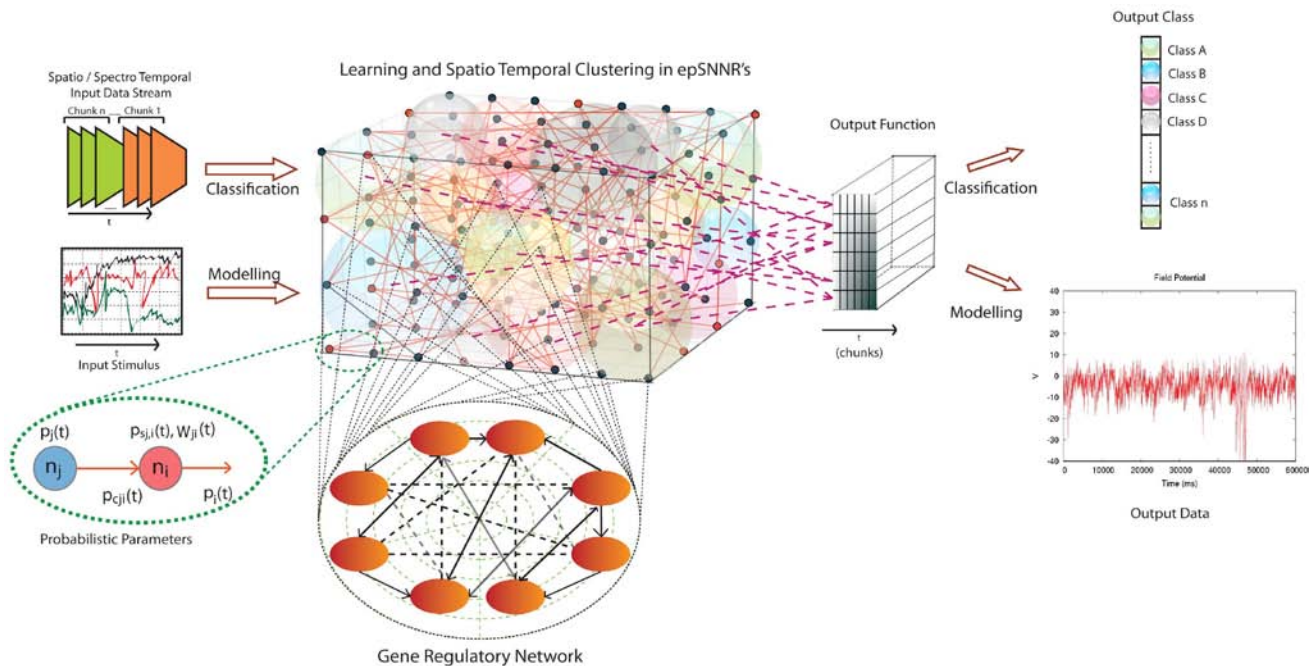 Output Class
Class A
Class B
Class C
Class D
Class n
Learning and Spatio Temporal Clustering in epSNNR's
Spatio / Spectro Temporal
Input Data Stream
Chunk n
Chunk 1
t
Classification
Modelling
t
Input Stimulus
Output Function
t
(chunks)
Classification
Modelling
Field Potential
40
30
20
10
0
-10
-20
-30
-40
V
0
10000
20000
30000
40000
50000
60000
Time (ms)
Output Data
pj(t)
psj,i(t), wji(t)
nj
ni
pcji(t)
pi(t)
Probabilistic Parameters
Gene Regulatory Network